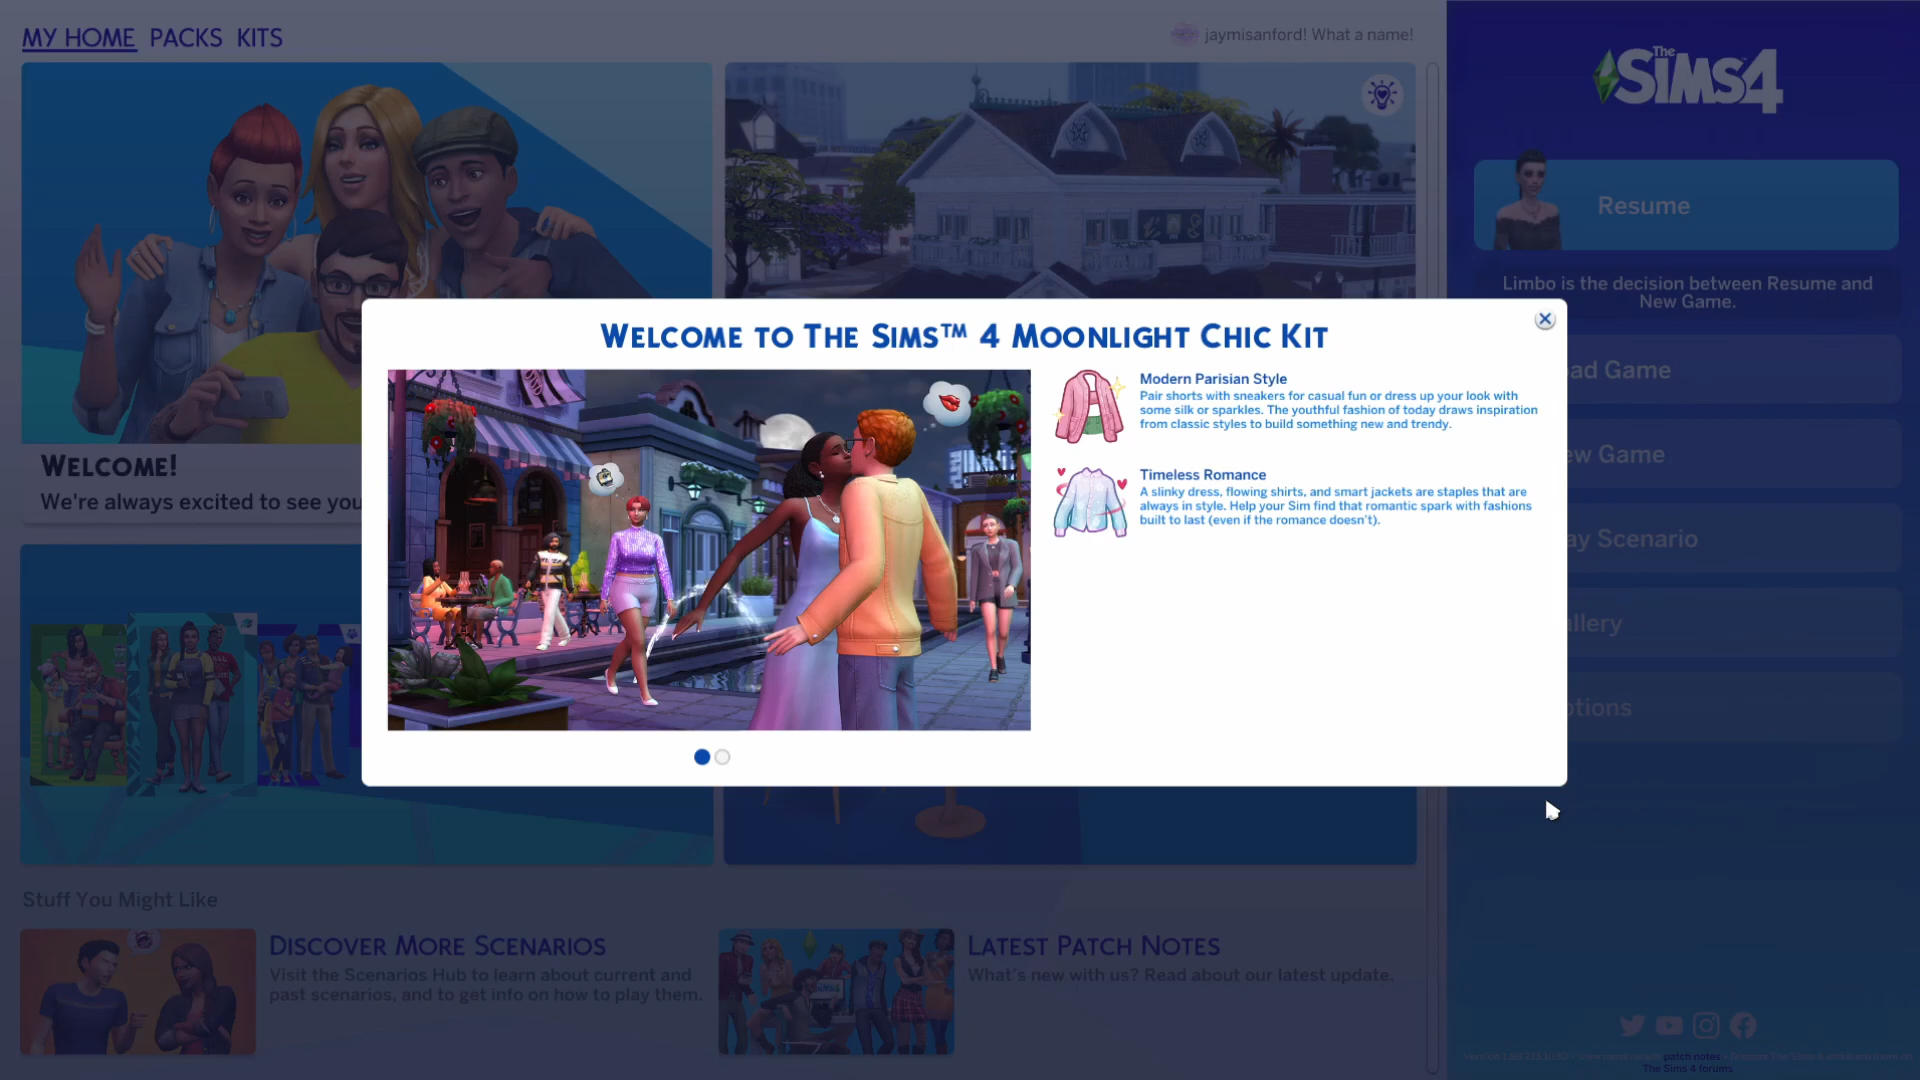 MY HOME PACKS KITS
jaymisanford! What a name!
The SiMS 4
Resume
Limbo is the decision between Resume and
New Game.
WELCOME TO THE SIMS™ 4 MOONLIGHT CHIC KIT
Modern Parisian Style
Pair shorts with sneakers for casual fun or dress up your look with
some silk or sparkles. The youthful fashion of today draws inspiration
from classic styles to build something new and trendy.
Timeless Romance
A slinky dress, flowing shirts, and smart jackets are staples that are
always in style. Help your Sim find that romantic spark with fashions
built to last (even if the romance doesn't).
ad Game
ew Game
ay Scenario
allery
otions
WELCOME!
We're always excited to see you
Stuff You Might Like
DISCOVER MORE SCENARIOS
Visit the Scenarios Hub to learn about current and
past scenarios, and to get info on how to play them.
LATEST PATCH NOTES
What's new with us? Read about our latest update.
patch notes
The Sims 4 forums